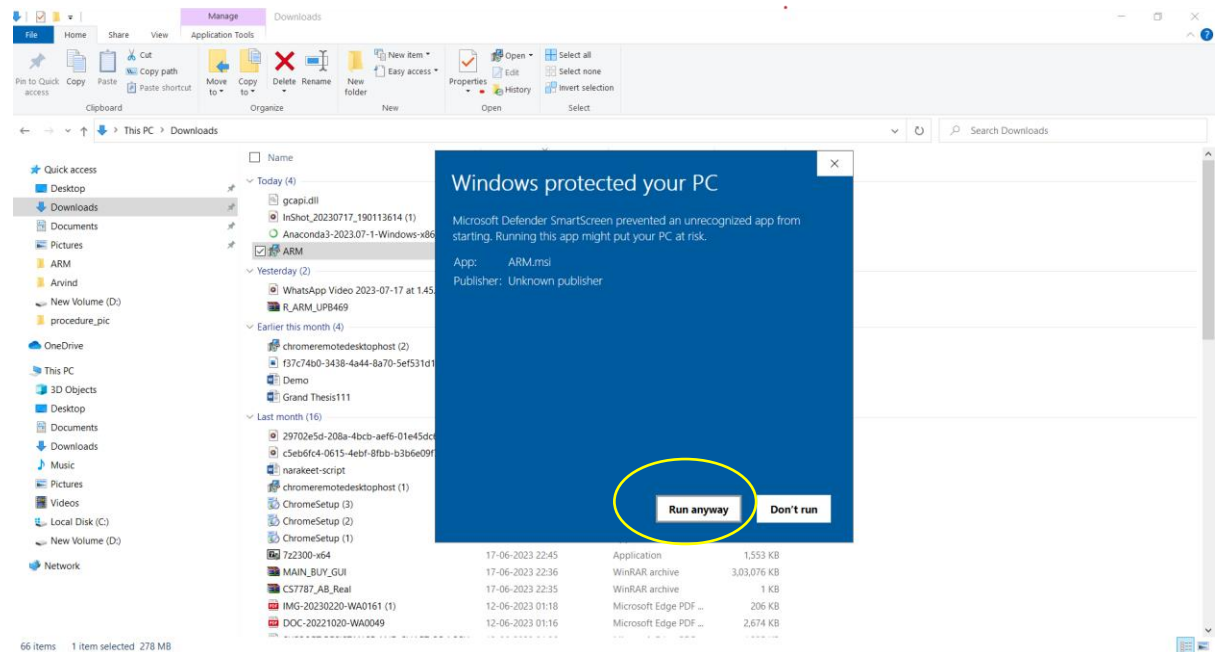 Manage
Downloads
File
Home
Share
View
Application Tools
Pin to Quick access
Copy
Paste
Cut
Copy path
Paste shortcut
Move to
Copy to
Delete
Rename
New folder
New item
Easy access
Properties
Open
Edit
History
Select all
Select none
Invert selection
Clipboard
Organize
New
Open
Select
This PC > Downloads
Search Downloads
Quick access
Desktop
Downloads
Documents
Pictures
ARM
Arvind
New Volume (D:)
procedure_pic
OneDrive
This PC
3D Objects
Desktop
Documents
Downloads
Music
Pictures
Videos
Local Disk (C:)
New Volume (D:)
Network
Name
Today (4)
gcapi.dll
InShot_20230717_190113614 (1)
Anaconda3-2023.07-1-Windows-x86
ARM
Yesterday (2)
WhatsApp Video 2023-07-17 at 1.45.
R_ARM_UPB469
Earlier this month (4)
chromeremotedesktophost (2)
f37c74b0-3438-4a44-8a70-5ef531d1
Demo
Grand Thesis111
Last month (16)
29702e5d-208a-4bcb-aef6-01e45dc
c5eb6fc4-0615-4ebf-8fbb-b3b6e09f
narakeet-script
chromeremotedesktophost (1)
ChromeSetup (3)
ChromeSetup (2)
ChromeSetup (1)
7z2300-x64 17-06-2023 22:45 Application 1,553 KB
MAIN_BUY_GUI 17-06-2023 22:36 WinRAR archive 3,03,076 KB
CS7787_AB_Real 17-06-2023 22:35 WinRAR archive 1 KB
IMG-20230220-WA0161 (1) 12-06-2023 01:18 Microsoft Edge PDF ... 206 KB
DOC-20221020-WA0049 12-06-2023 01:16 Microsoft Edge PDF ... 2,674 KB
Windows protected your PC
Microsoft Defender SmartScreen prevented an unrecognized app from
starting. Running this app might put your PC at risk.
App: ARM.msi
Publisher: Unknown publisher
Run anyway
Don't run
66 items 1 item selected 278 MB